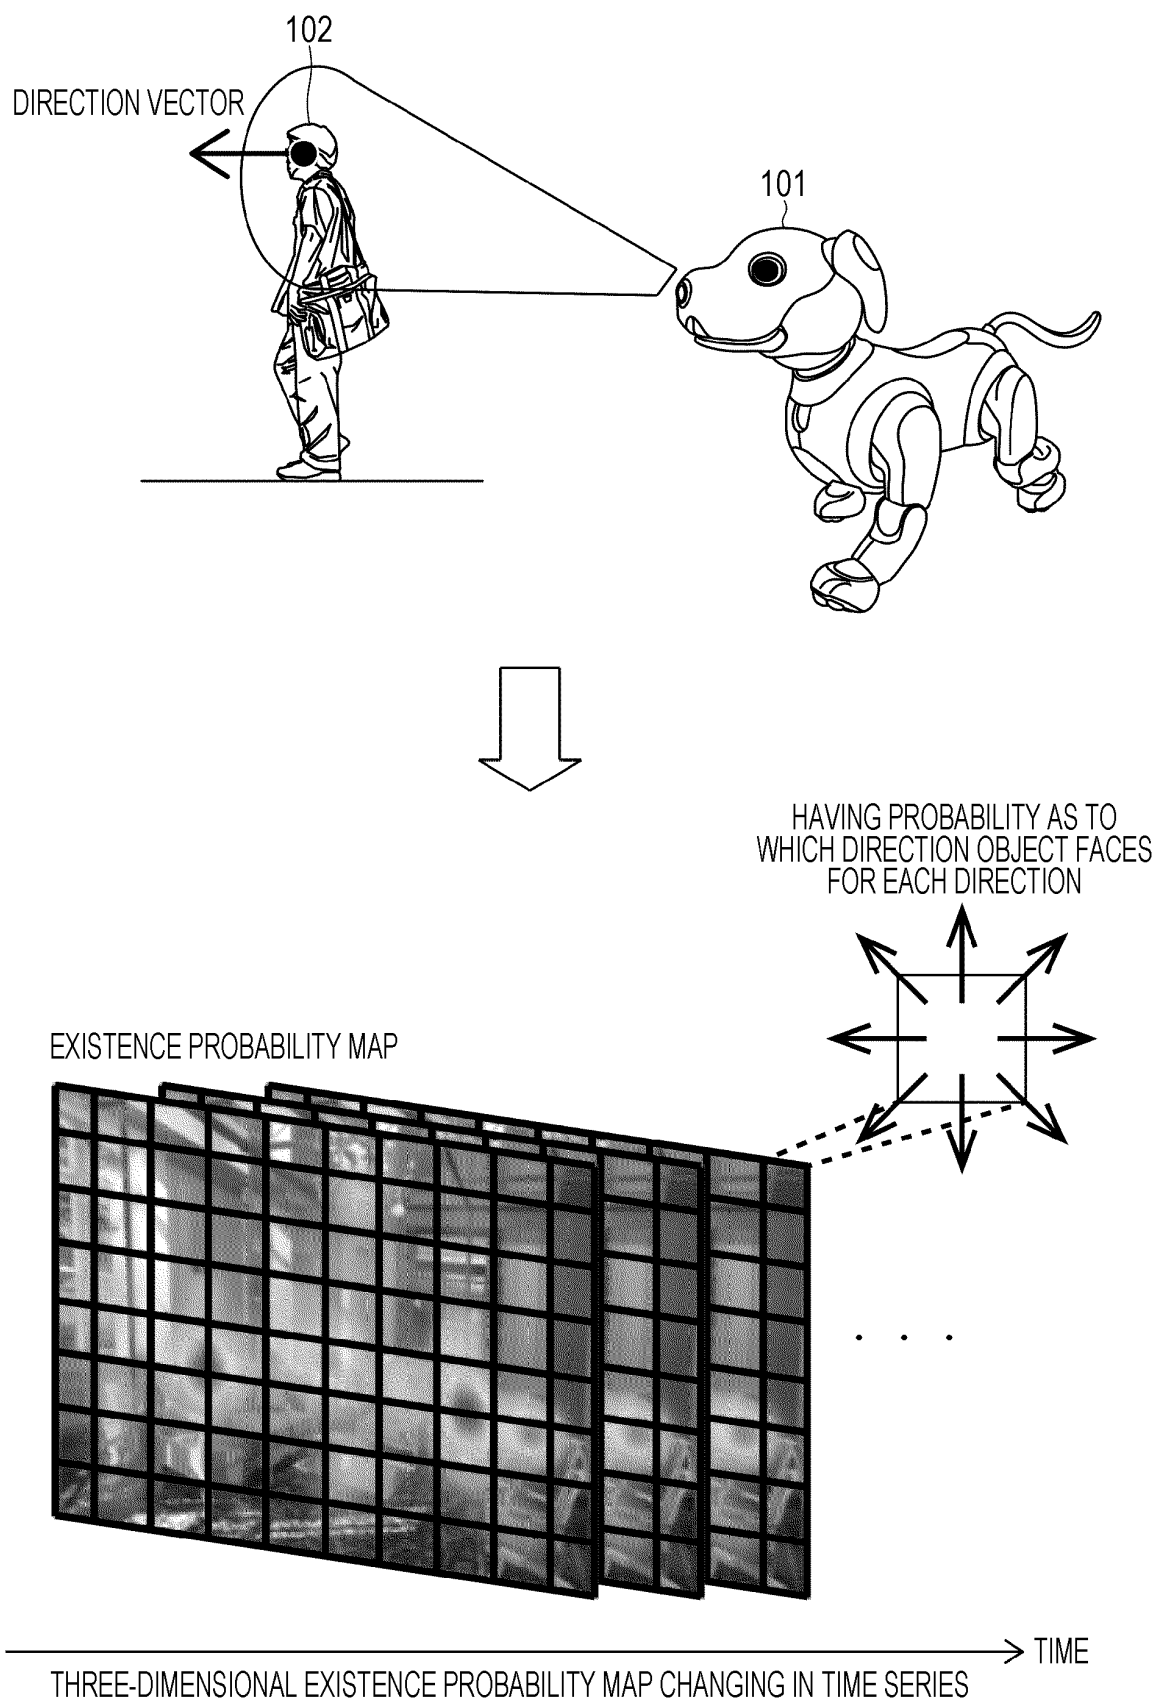 102
DIRECTION VECTOR
101
HAVING PROBABILITY AS TO
WHICH DIRECTION OBJECT FACES
FOR EACH DIRECTION
EXISTENCE PROBABILITY MAP
. . .
TIME
THREE-DIMENSIONAL EXISTENCE PROBABILITY MAP CHANGING IN TIME SERIES